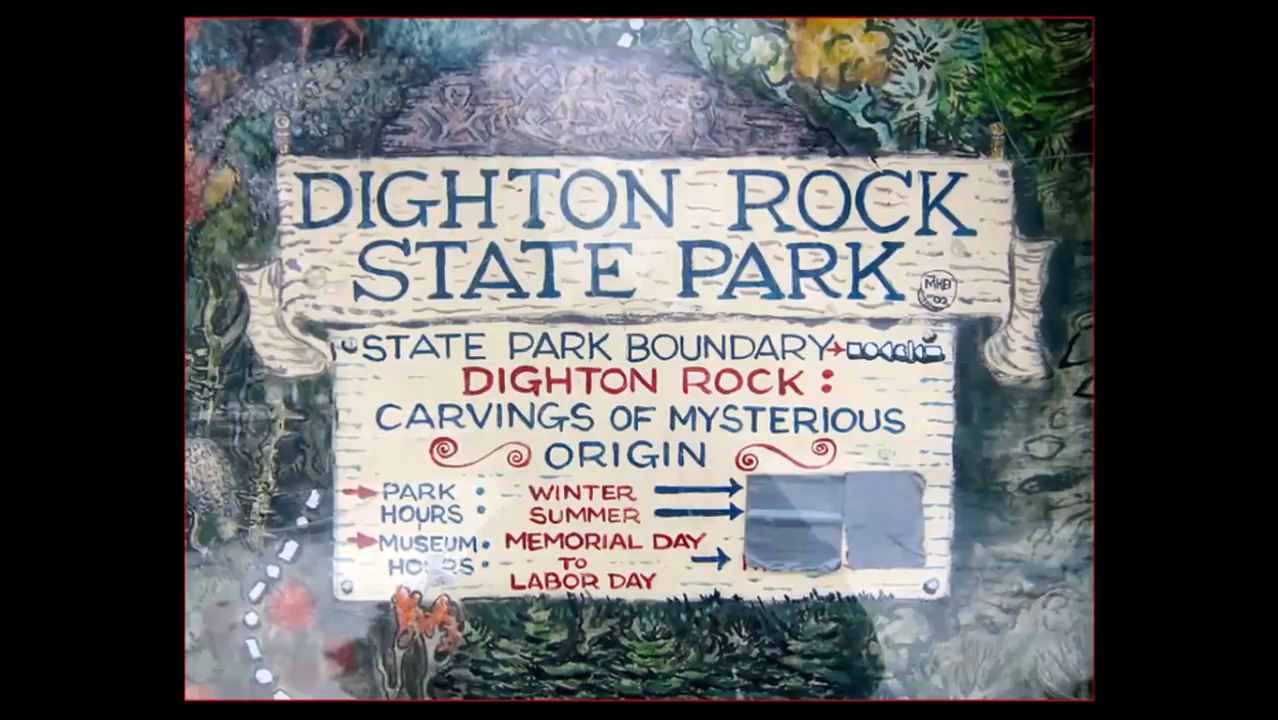 DIGHTON ROCK
STATE PARK
MHB
'02
STATE PARK BOUNDARY
DIGHTON ROCK:
CARVINGS OF MYSTERIOUS
ORIGIN
PARK : WINTER
HOURS SUMMER
MUSEUM : MEMORIAL DAY
HOURS TO
LABOR DAY